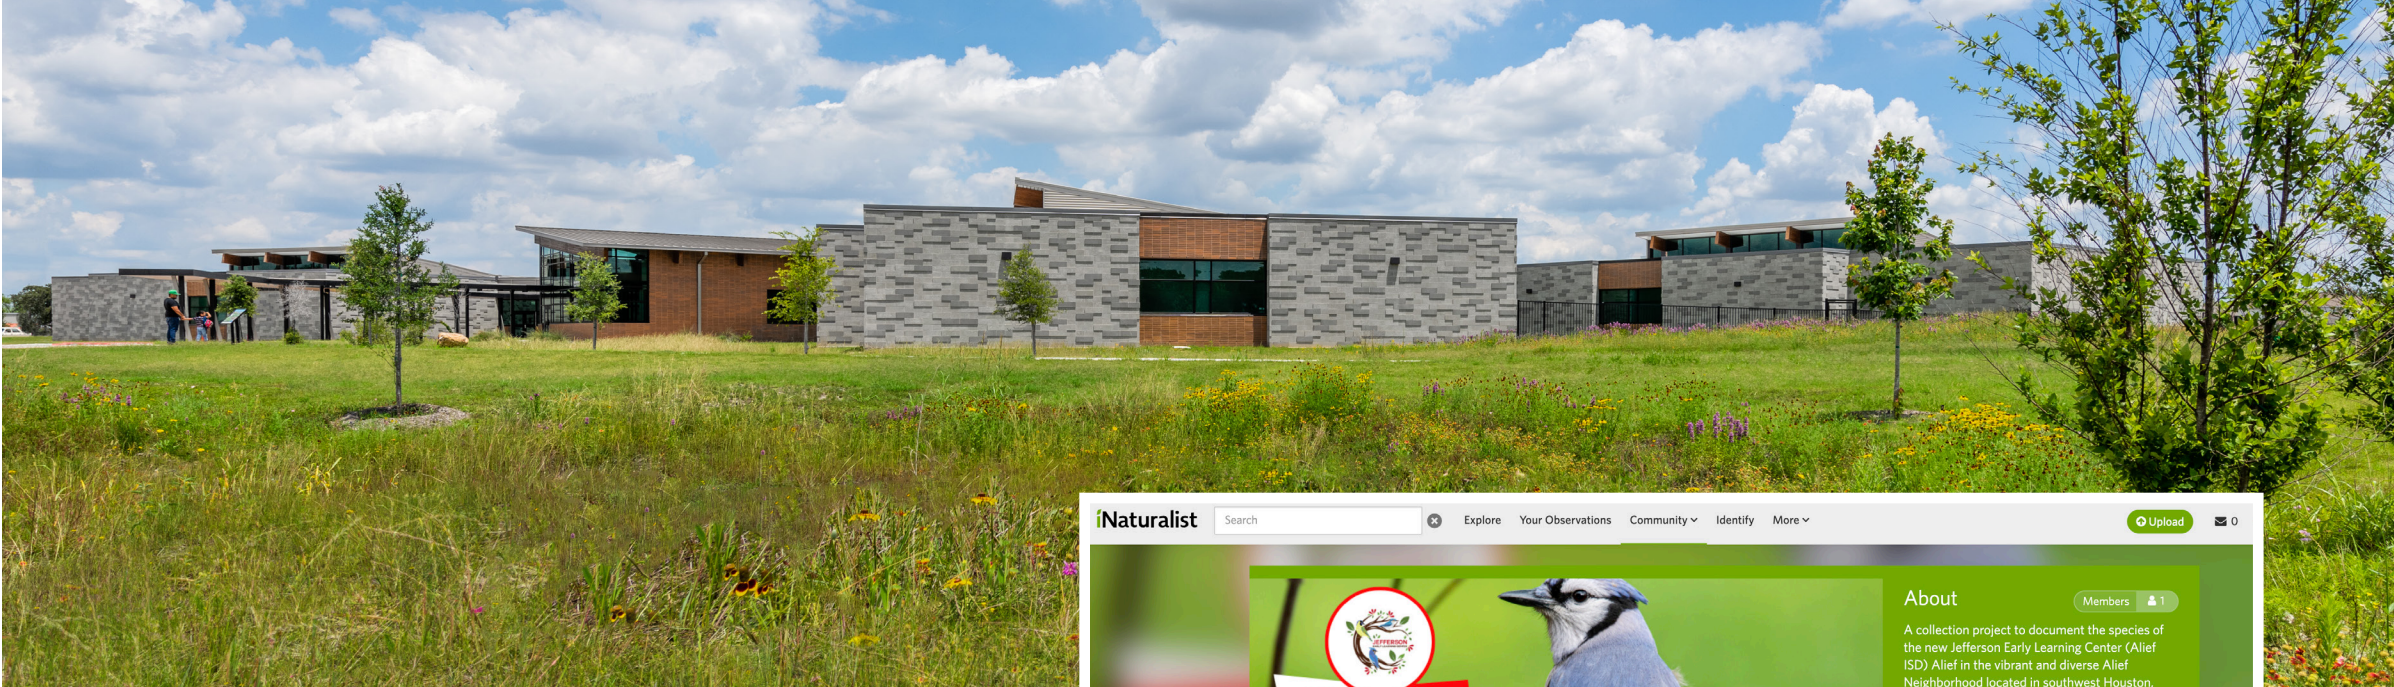 iNaturalist
Search
Explore
Your Observations
Community
Identify
More
Upload
0
About
Members
1
A collection project to document the species of
the new Jefferson Early Learning Center (Alief
ISD) Alief in the vibrant and diverse Alief
Neighborhood located in southwest Houston.
JEFFERSON